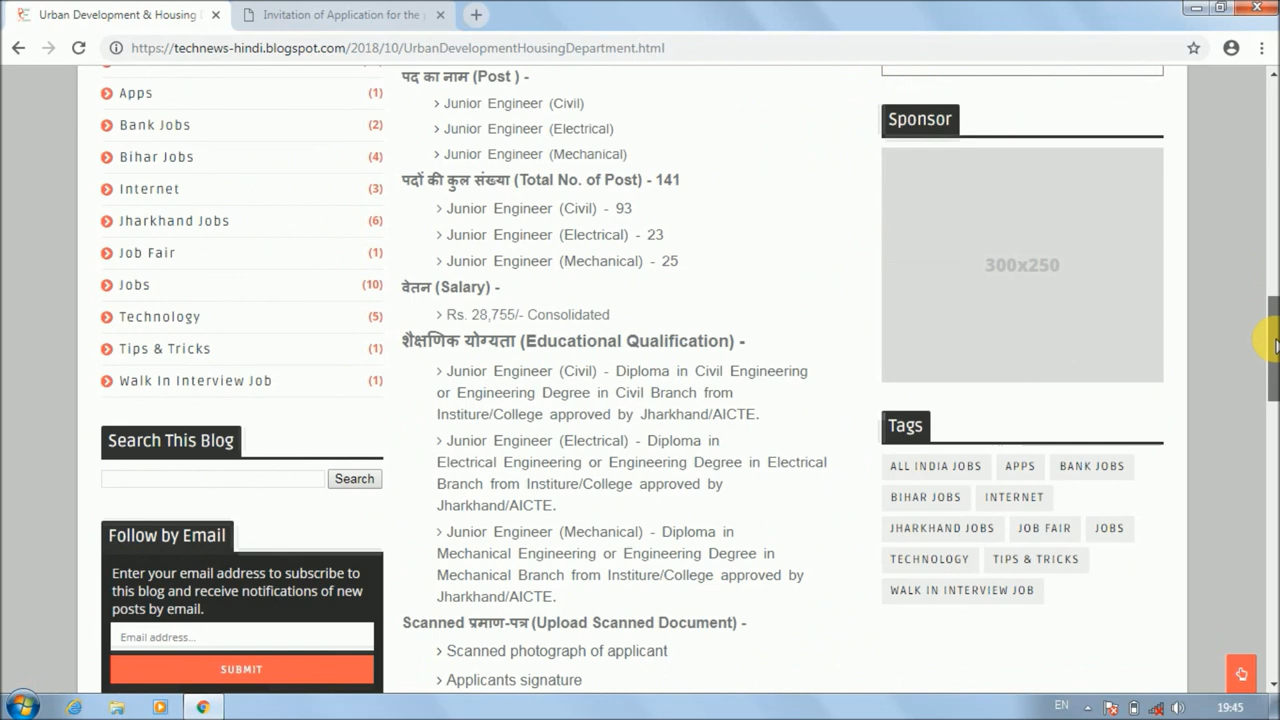 Urban Development & Housing
Invitation of Application for the
https://technews-hindi.blogspot.com/2018/10/UrbanDevelopmentHousingDepartment.html
Apps (1)
Bank Jobs (2)
Bihar Jobs (4)
Internet (3)
Jharkhand Jobs (6)
Job Fair (1)
Jobs (10)
Technology (5)
Tips & Tricks (1)
Walk In Interview Job (1)
Search This Blog
Search
Follow by Email
Enter your email address to subscribe to
this blog and receive notifications of new
posts by email.
Email address...
SUBMIT
पद का नाम (Post ) -
Junior Engineer (Civil)
Junior Engineer (Electrical)
Junior Engineer (Mechanical)
पदों की कुल संख्या (Total No. of Post) - 141
Junior Engineer (Civil) - 93
Junior Engineer (Electrical) - 23
Junior Engineer (Mechanical) - 25
वेतन (Salary) -
Rs. 28,755/- Consolidated
शैक्षणिक योग्यता (Educational Qualification) -
Junior Engineer (Civil) - Diploma in Civil Engineering
or Engineering Degree in Civil Branch from
Institure/College approved by Jharkhand/AICTE.
Junior Engineer (Electrical) - Diploma in
Electrical Engineering or Engineering Degree in Electrical
Branch from Institure/College approved by
Jharkhand/AICTE.
Junior Engineer (Mechanical) - Diploma in
Mechanical Engineering or Engineering Degree in
Mechanical Branch from Institure/College approved by
Jharkhand/AICTE.
Scanned प्रमाण-पत्र (Upload Scanned Document) -
Scanned photograph of applicant
Applicants signature
Sponsor
300x250
Tags
ALL INDIA JOBS APPS BANK JOBS
BIHAR JOBS INTERNET
JHARKHAND JOBS JOB FAIR JOBS
TECHNOLOGY TIPS & TRICKS
WALK IN INTERVIEW JOB
EN 19:45